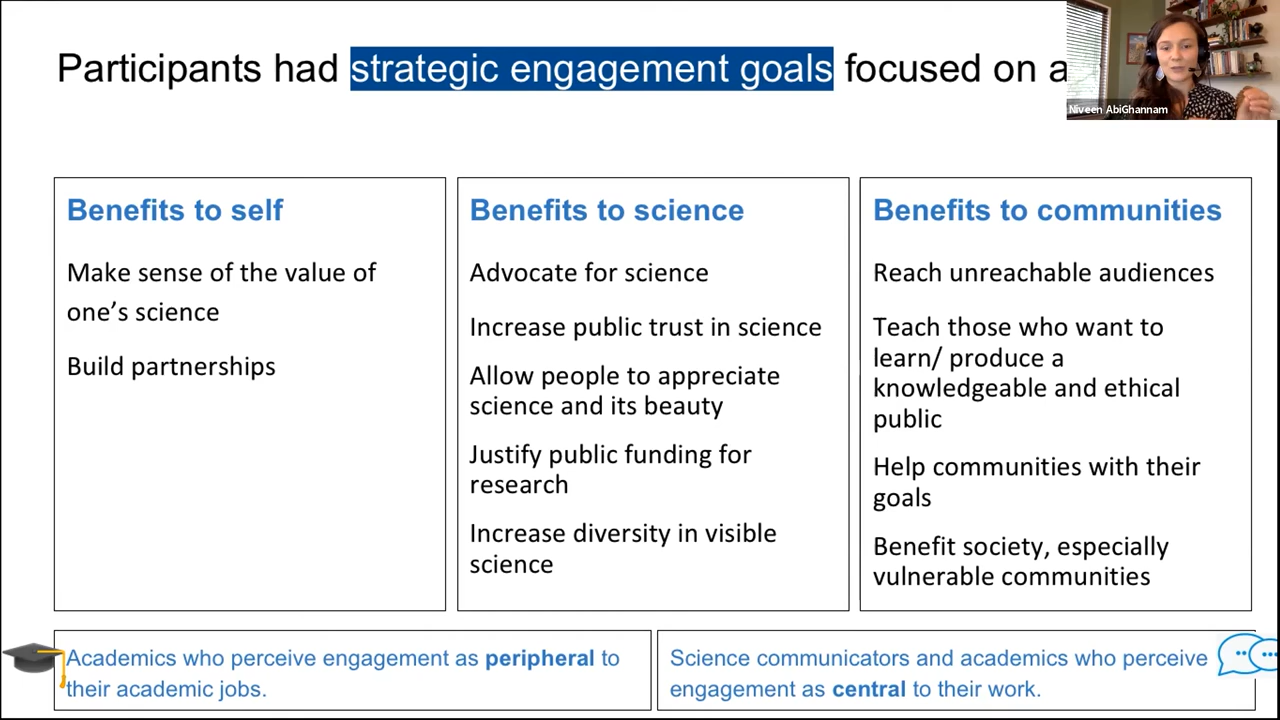 Participants had strategic engagement goals focused on a
Niveen AbiGhannam
Benefits to self
Make sense of the value of
one’s science
Build partnerships
Benefits to science
Advocate for science
Increase public trust in science
Allow people to appreciate
science and its beauty
Justify public funding for
research
Increase diversity in visible
science
Benefits to communities
Reach unreachable audiences
Teach those who want to
learn/ produce a
knowledgeable and ethical
public
Help communities with their
goals
Benefit society, especially
vulnerable communities
Academics who perceive engagement as peripheral to
their academic jobs.
Science communicators and academics who perceive
engagement as central to their work.